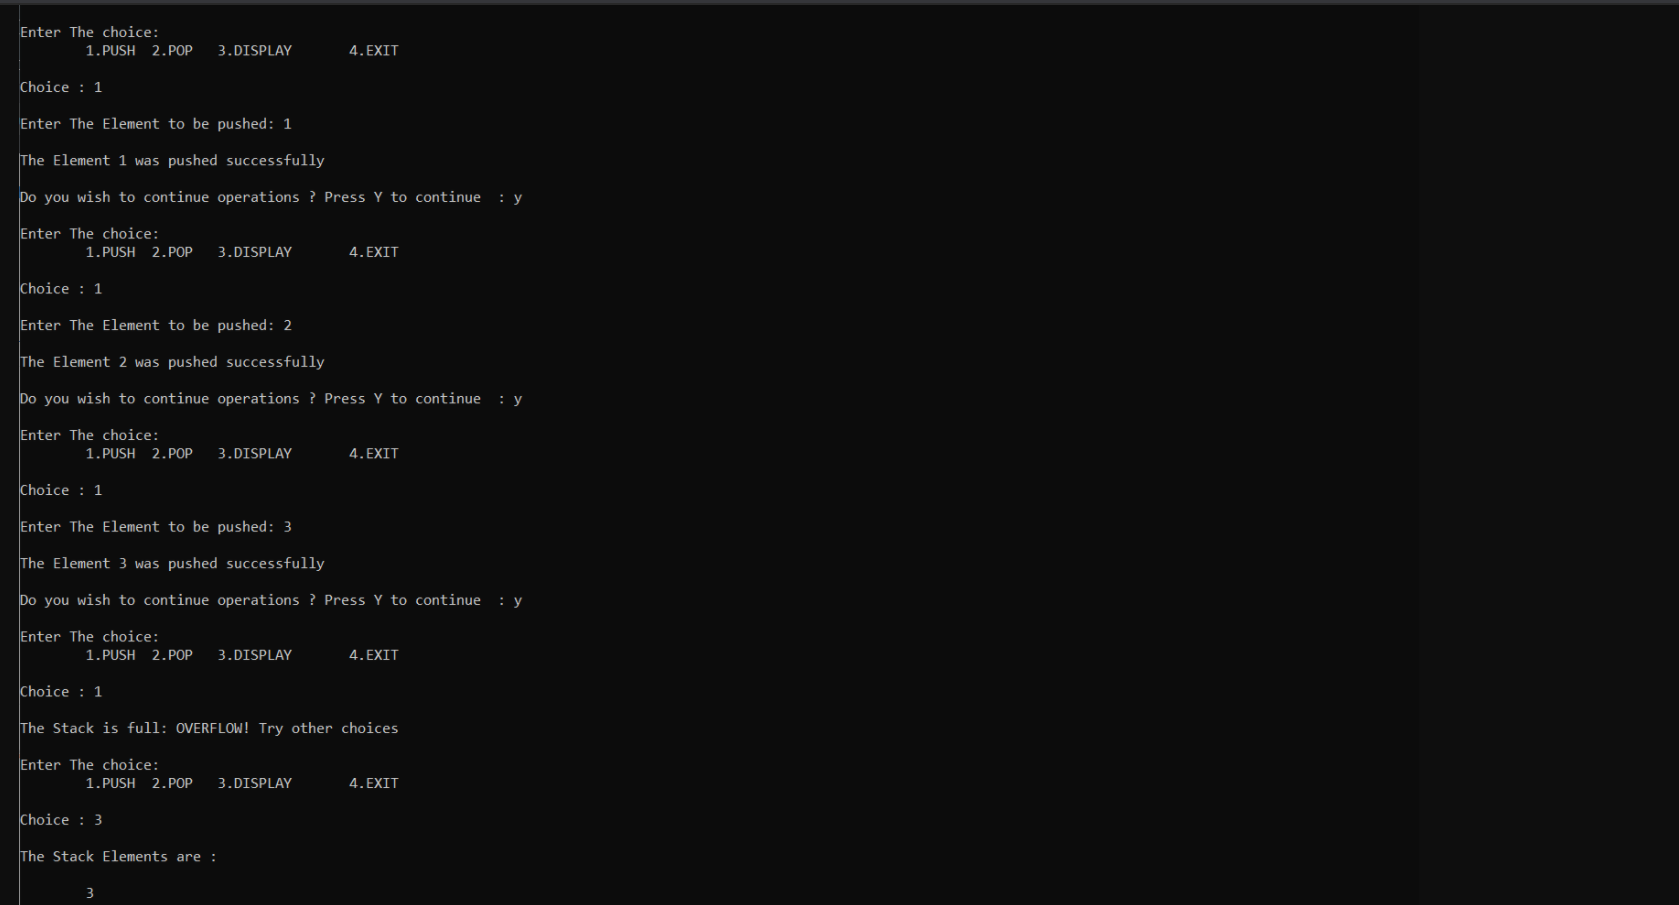 Enter The choice:
1.PUSH 2.POP 3.DISPLAY 4.EXIT
Choice : 1
Enter The Element to be pushed: 1
The Element 1 was pushed successfully
Do you wish to continue operations ? Press Y to continue : y
Enter The choice:
1.PUSH 2.POP 3.DISPLAY 4.EXIT
Choice : 1
Enter The Element to be pushed: 2
The Element 2 was pushed successfully
Do you wish to continue operations ? Press Y to continue : y
Enter The choice:
1.PUSH 2.POP 3.DISPLAY 4.EXIT
Choice : 1
Enter The Element to be pushed: 3
The Element 3 was pushed successfully
Do you wish to continue operations ? Press Y to continue : y
Enter The choice:
1.PUSH 2.POP 3.DISPLAY 4.EXIT
Choice : 1
The Stack is full: OVERFLOW! Try other choices
Enter The choice:
1.PUSH 2.POP 3.DISPLAY 4.EXIT
Choice : 3
The Stack Elements are :
3